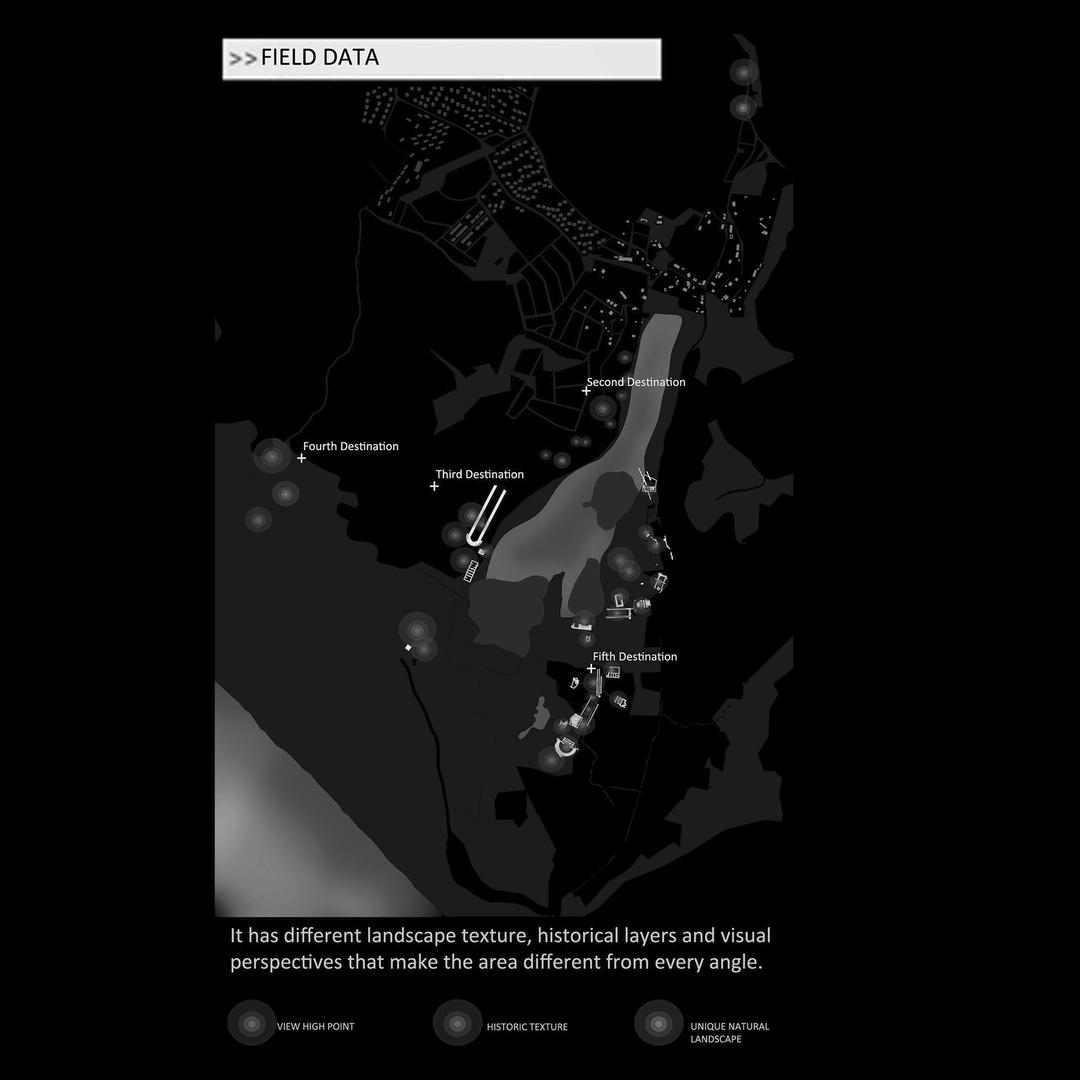 >>FIELD DATA
Second Destination
Fourth Destination
Third Destination
Fifth Destination
It has different landscape texture, historical layers and visual
perspectives that make the area different from every angle.
VIEW HIGH POINT
HISTORIC TEXTURE
UNIQUE NATURAL
LANDSCAPE